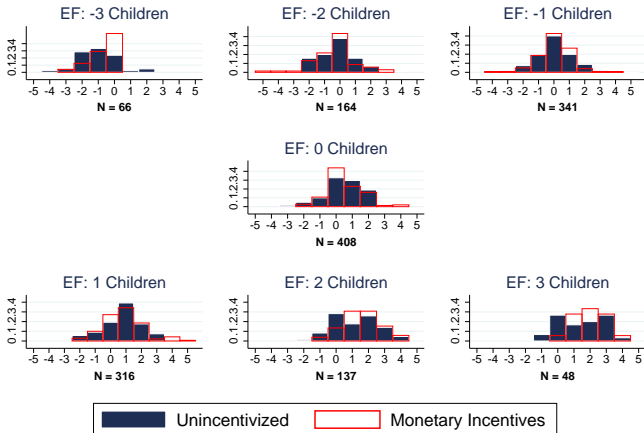 EF: -3 Children EF: -2 Children EF: -1 Children
0 .1 .2 .3 .4 0 .1 .2 .3 .4 0 .1 .2 .3 .4
-5 -4 -3 -2 -1 0 1 2 3 4 5 -5 -4 -3 -2 -1 0 1 2 3 4 5 -5 -4 -3 -2 -1 0 1 2 3 4 5
N = 66 N = 164 N = 341
EF: 0 Children
0 .1 .2 .3 .4
-5 -4 -3 -2 -1 0 1 2 3 4 5
N = 408
EF: 1 Children EF: 2 Children EF: 3 Children
0 .1 .2 .3 .4 0 .1 .2 .3 .4 0 .1 .2 .3 .4
-5 -4 -3 -2 -1 0 1 2 3 4 5 -5 -4 -3 -2 -1 0 1 2 3 4 5 -5 -4 -3 -2 -1 0 1 2 3 4 5
N = 316 N = 137 N = 48
Unincentivized Monetary Incentives